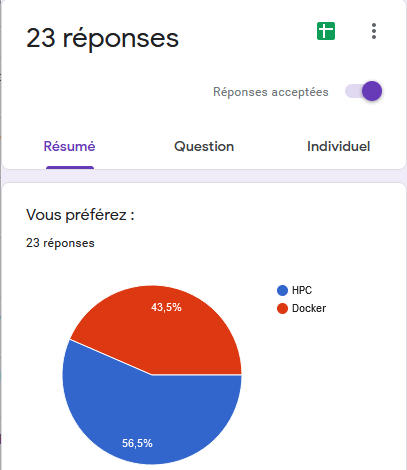 23 réponses
Réponses acceptées
Résumé Question Individuel
Vous préférez :
23 réponses
HPC
Docker
43,5%
56,5%